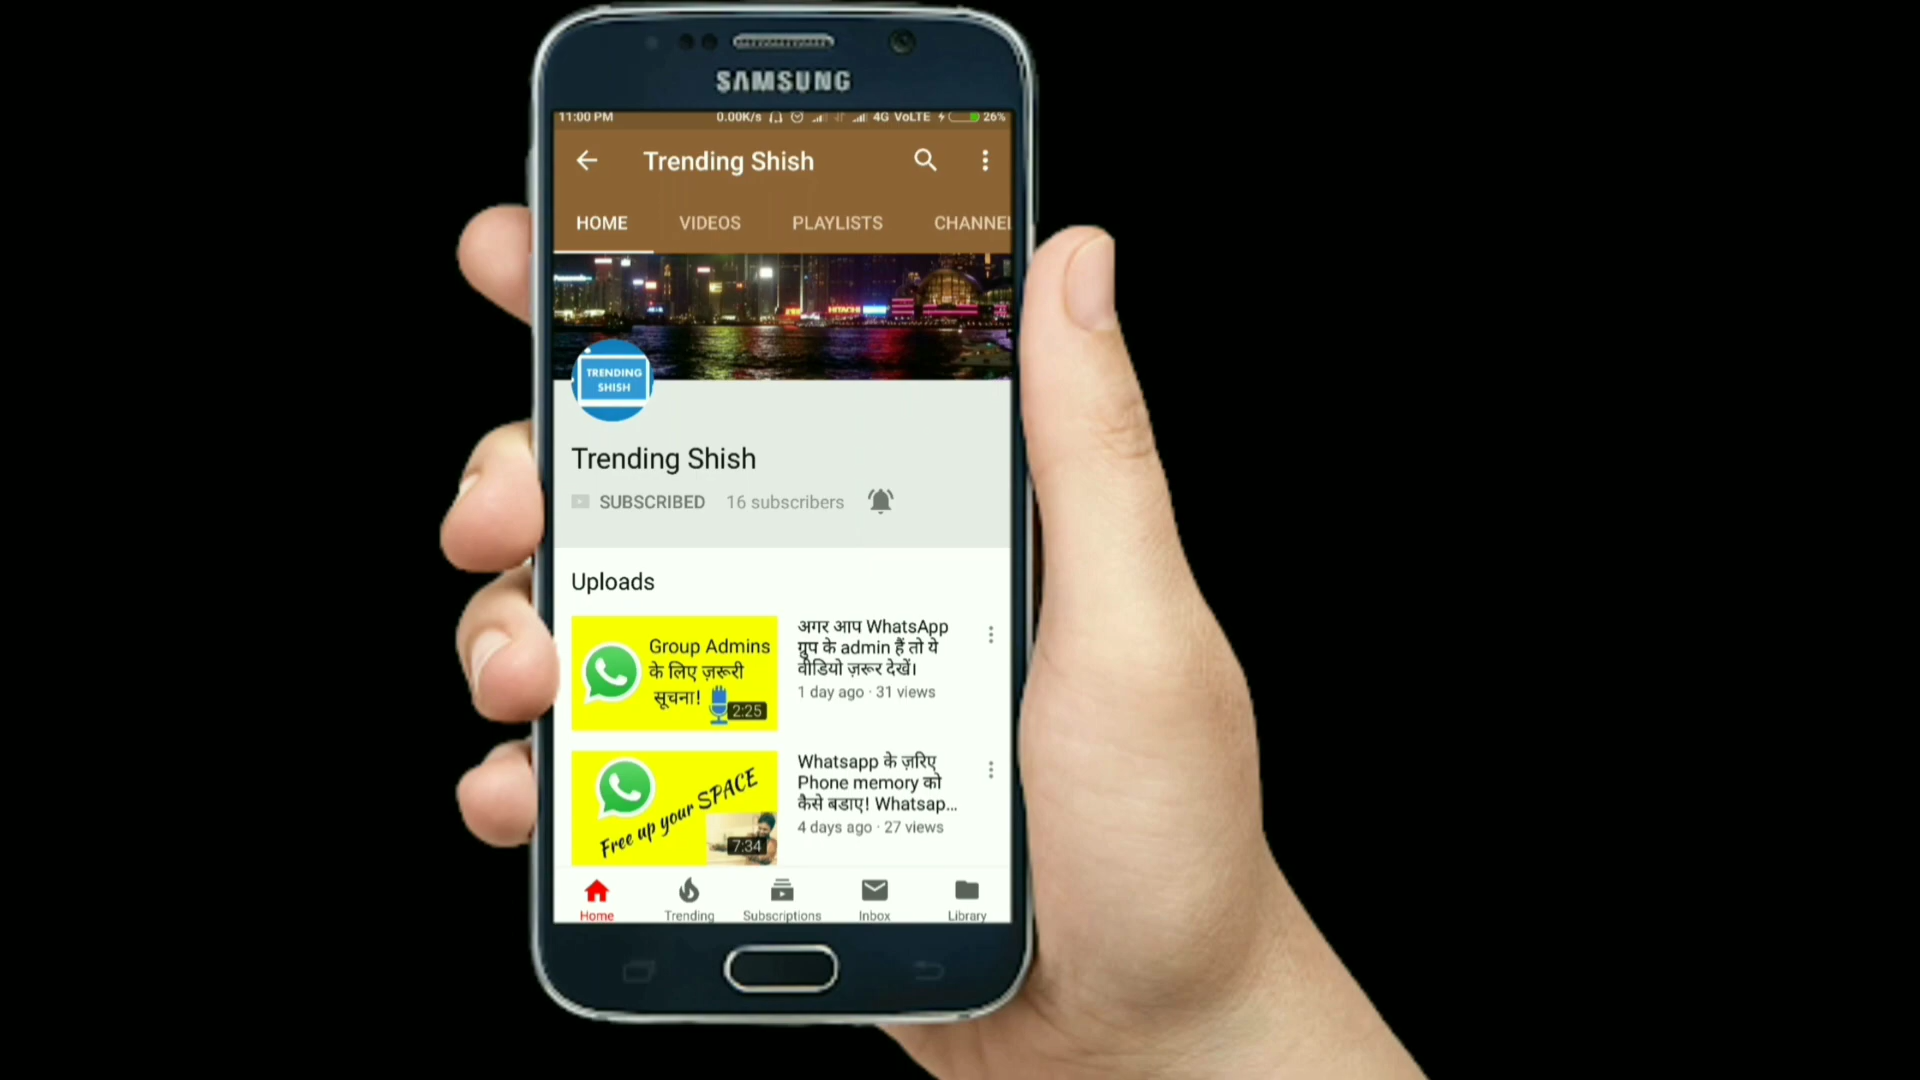 SAMSUNG
11:00 PM 0.00K/s 4G VoLTE 26%
Trending Shish
HOME VIDEOS PLAYLISTS CHANNEL
HITACHI
TRENDING
SHISH
Trending Shish
SUBSCRIBED 16 subscribers
Uploads
Group Admins
के लिए ज़रूरी
सूचना!
2:25
अगर आप WhatsApp
ग्रुप के admin हैं तो ये
वीडियो ज़रूर देखें।
1 day ago · 31 views
Free up your SPACE
7:34
Whatsapp के ज़रिए
Phone memory को
कैसे बडाए! Whatsap...
4 days ago · 27 views
Home Trending Subscriptions Inbox Library